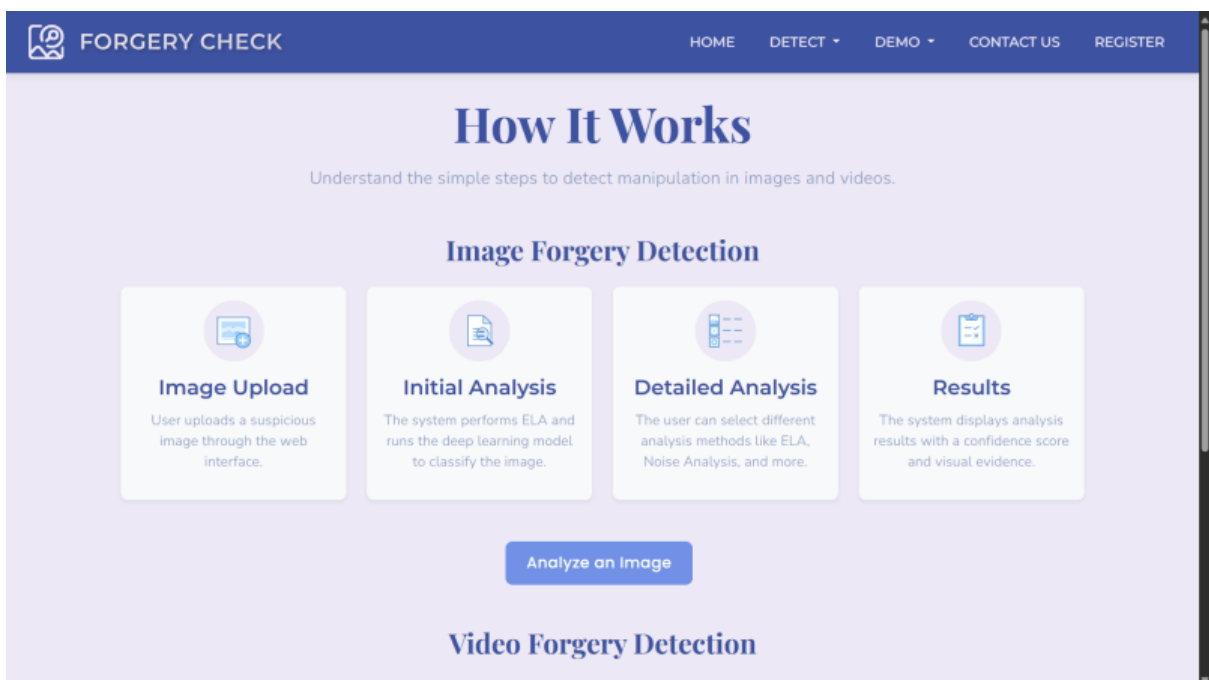 FORGERY CHECK
HOME DETECT DEMO CONTACT US REGISTER
How It Works
Understand the simple steps to detect manipulation in images and videos.
Image Forgery Detection
Image Upload
User uploads a suspicious
image through the web
interface.
Initial Analysis
The system performs ELA and
runs the deep learning model
to classify the image.
Detailed Analysis
The user can select different
analysis methods like ELA,
Noise Analysis, and more.
Results
The system displays analysis
results with a confidence score
and visual evidence.
Analyze an Image
Video Forgery Detection